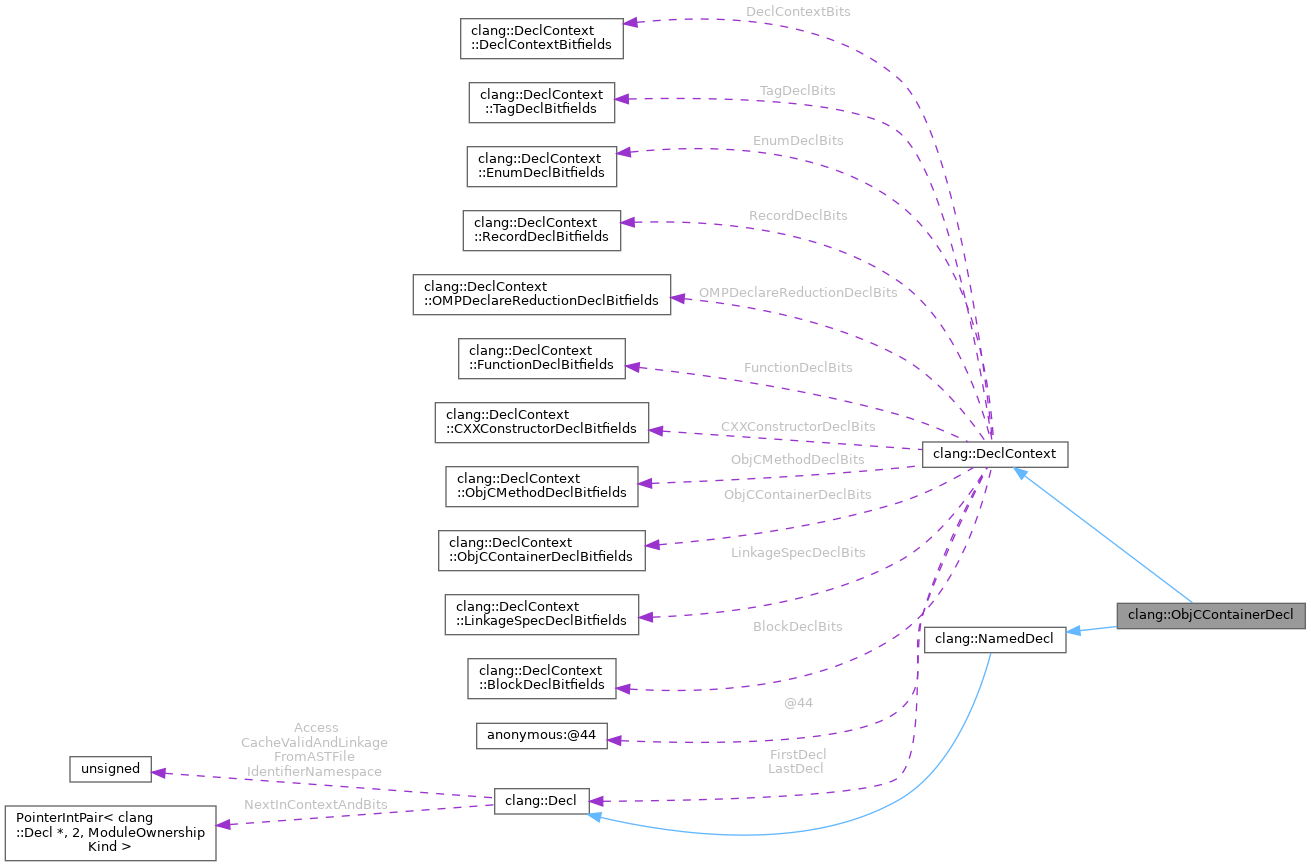 DeclContextBits
clang::DeclContext
::DeclContextBitfields
TagDeclBits
clang::DeclContext
::TagDeclBitfields
EnumDeclBits
clang::DeclContext
::EnumDeclBitfields
RecordDeclBits
clang::DeclContext
::RecordDeclBitfields
OMPDeclareReductionDeclBits
clang::DeclContext
::OMPDeclareReductionDeclBitfields
FunctionDeclBits
clang::DeclContext
::FunctionDeclBitfields
CXXConstructorDeclBits
clang::DeclContext
::CXXConstructorDeclBitfields
clang::DeclContext
ObjCMethodDeclBits
clang::DeclContext
::ObjCMethodDeclBitfields
ObjCContainerDeclBits
clang::DeclContext
::ObjCContainerDeclBitfields
LinkageSpecDeclBits
clang::DeclContext
::LinkageSpecDeclBitfields
clang::ObjCContainerDecl
BlockDeclBits
clang::NamedDecl
clang::DeclContext
::BlockDeclBitfields
@44
anonymous:@44
Access
CacheValidAndLinkage
FromASTFile
IdentifierNamespace
FirstDecl
LastDecl
unsigned
NextInContextAndBits
clang::Decl
PointerIntPair< clang
::Decl *, 2, ModuleOwnership
Kind >